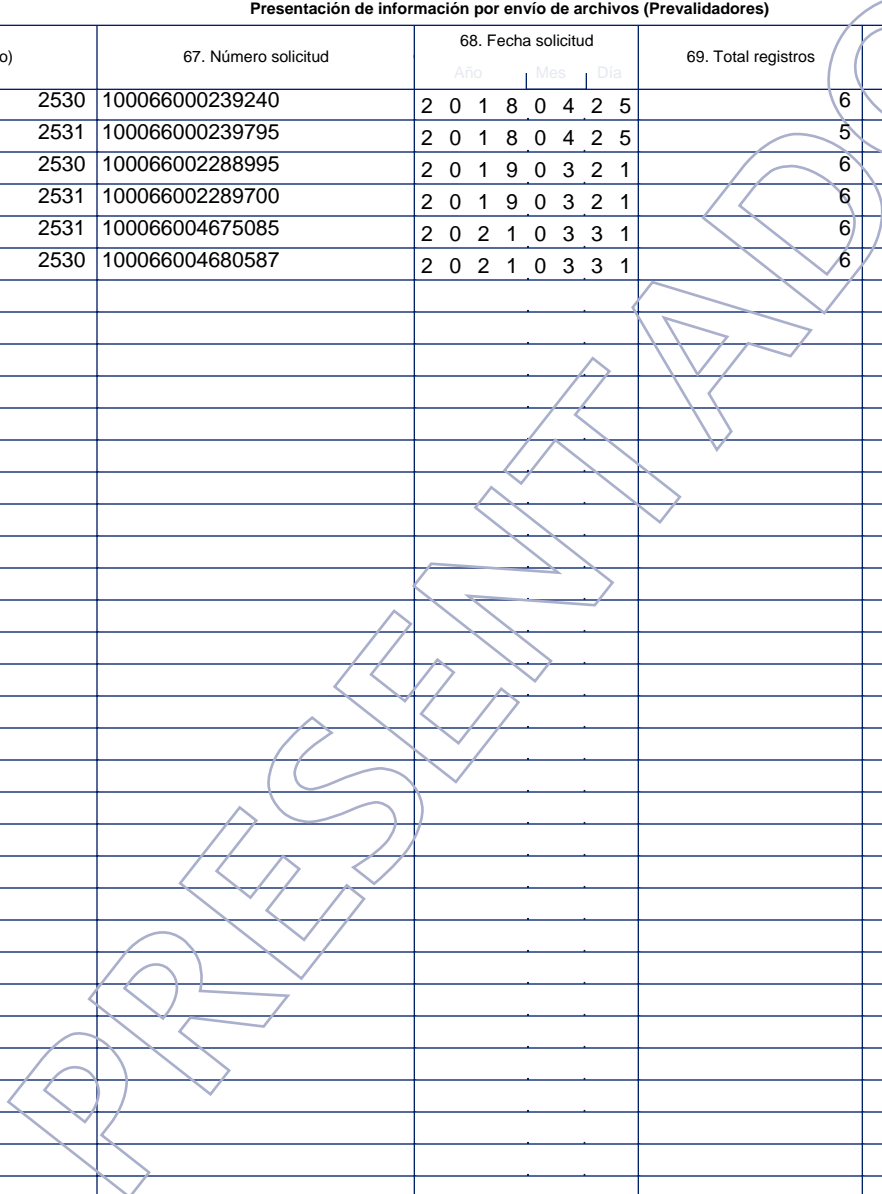 Presentación de información por envío de archivos (Prevalidadores)
o) 67. Número solicitud 68. Fecha solicitud 69. Total registros
Año Mes Día
2530 100066000239240 2 0 1 8 0 4 2 5 6
2531 100066000239795 2 0 1 8 0 4 2 5 5
2530 100066002288995 2 0 1 9 0 3 2 1 6
2531 100066002289700 2 0 1 9 0 3 2 1 6
2531 100066004675085 2 0 2 1 0 3 3 1 6
2530 100066004680587 2 0 2 1 0 3 3 1 6
PRESENTADO